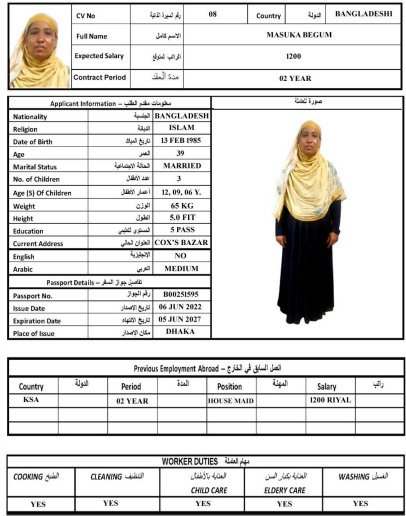 CV No رقم السيرة الذاتية 08 Country الدولة BANGLADESHI
Full Name الاسم كامل MASUKA BEGUM
Expected Salary الراتب المتوقع 1200
Contract Period مدة العقد 02 YEAR
Applicant Information – معلومات مقدم الطلب
صورة للعاملة
Nationality الجنسية BANGLADESH
Religion الديانة ISLAM
Date of Birth تاريخ الميلاد 13 FEB 1985
Age العمر 39
Marital Status الحالة الاجتماعية MARRIED
No. of Children عدد الأطفال 3
Age (S) Of Children أعمار الأطفال 12, 09, 06 Y.
Weight الوزن 65 KG
Height الطول 5.0 FIT
Education المستوى التعليمي 5 PASS
Current Address العنوان الحالي COX'S BAZAR
English الإنجليزية NO
Arabic العربي MEDIUM
Passport Details – تفاصيل جواز السفر
Passport No. رقم الجواز B00251595
Issue Date تاريخ الإصدار 06 JUN 2022
Expiration Date تاريخ الانتهاء 05 JUN 2027
Place of Issue مكان الإصدار DHAKA
Previous Employment Abroad – العمل السابق في الخارج
Country الدولة Period المدة Position المهنة Salary راتب
KSA 02 YEAR HOUSE MAID 1200 RIYAL
WORKER DUTIES مهام العاملة
COOKING الطبخ CLEANING التنظيف العناية بالأطفال العناية بكبار السن WASHING الغسيل
CHILD CARE ELDERY CARE
YES YES YES YES YES